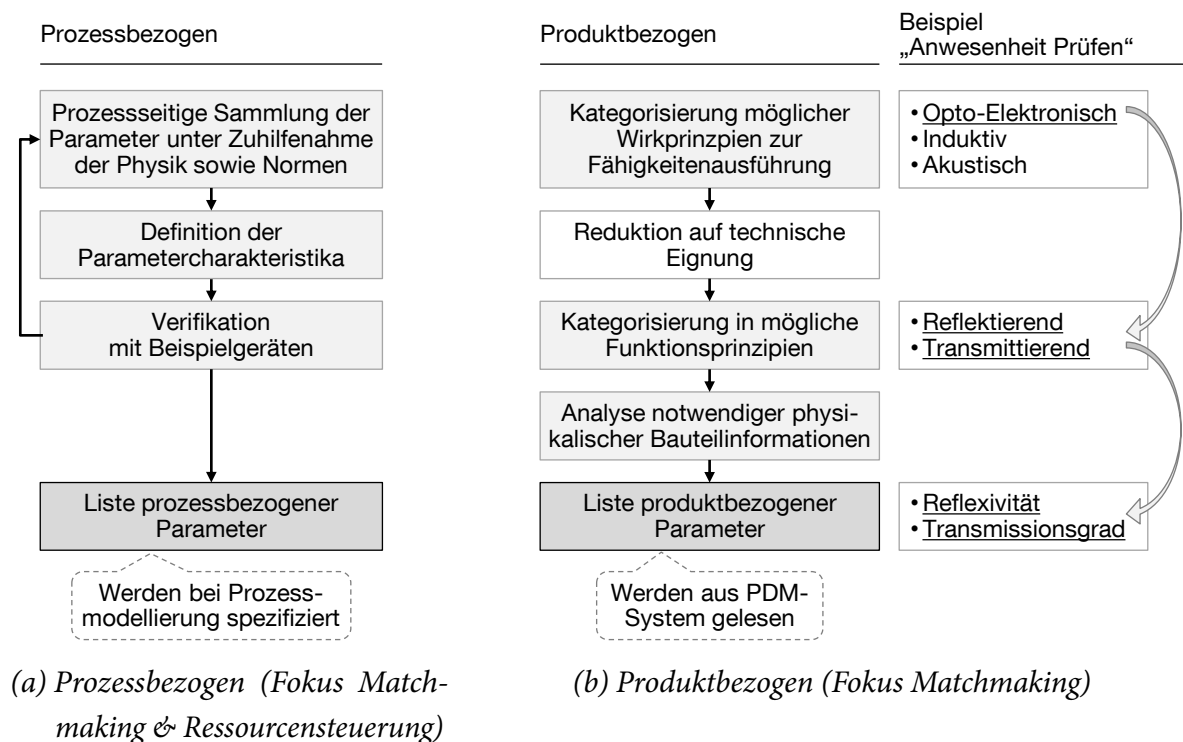 Prozessbezogen
Prozessseitige Sammlung der
Parameter unter Zuhilfenahme
der Physik sowie Normen
Definition der
Parametercharakteristika
Verifikation
mit Beispielgeräten
Liste prozessbezogener
Parameter
Werden bei Prozess-
modellierung spezifiziert
(a) Prozessbezogen (Fokus Match-
making & Ressourcensteuerung)
Produktbezogen
Kategorisierung möglicher
Wirkprinzpien zur
Fähigkeitenausführung
Reduktion auf technische
Eignung
Kategorisierung in mögliche
Funktionsprinzipien
Analyse notwendiger physi-
kalischer Bauteilinformationen
Liste produktbezogener
Parameter
Werden aus PDM-
System gelesen
(b) Produktbezogen (Fokus Matchmaking)
Beispiel
„Anwesenheit Prüfen“
• Opto-Elektronisch
• Induktiv
• Akustisch
• Reflektierend
• Transmittierend
• Reflexivität
• Transmissionsgrad